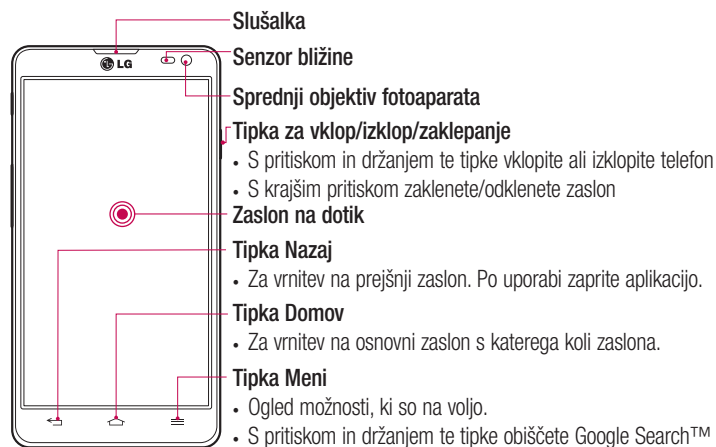 Slušalka
LG
Senzor bližine
Sprednji objektiv fotoaparata
Tipka za vklop/izklop/zaklepanje
• S pritiskom in držanjem te tipke vklopite ali izklopite telefon
• S krajšim pritiskom zaklenete/odklenete zaslon
Zaslon na dotik
Tipka Nazaj
• Za vrnitev na prejšnji zaslon. Po uporabi zaprite aplikacijo.
Tipka Domov
• Za vrnitev na osnovni zaslon s katerega koli zaslona.
Tipka Meni
• Ogled možnosti, ki so na voljo.
• S pritiskom in držanjem te tipke obiščete Google Search™